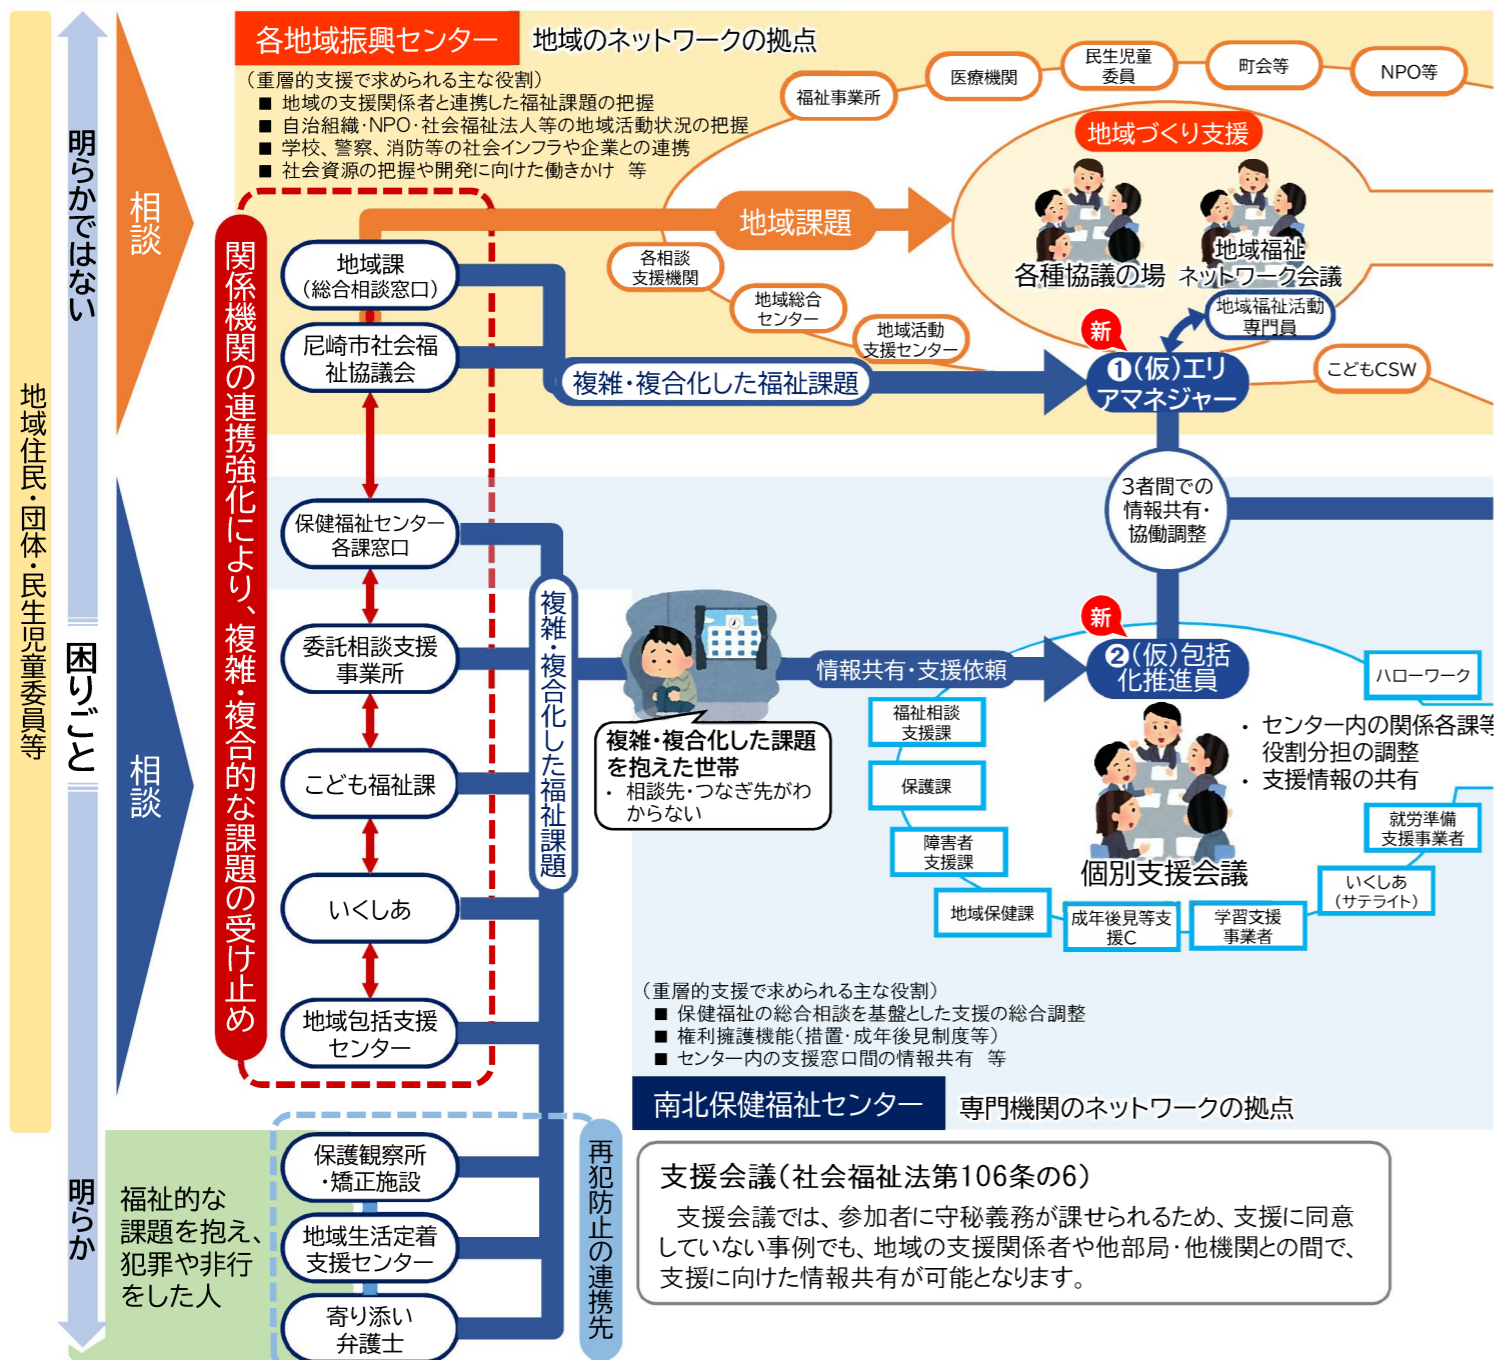 各地域振興センター
地域のネットワークの拠点
（重層的支援で求められる主な役割）
■ 地域の支援関係者と連携した福祉課題の把握
■ 自治組織・NPO・社会福祉法人等の地域活動状況の把握
■ 学校、警察、消防等の社会インフラや企業との連携
■ 社会資源の把握や開発に向けた働きかけ 等
福祉事業所
医療機関
民生児童
委員
町会等
NPO等
地域づくり支援
各種協議の場
地域福祉
ネットワーク会議
地域福祉活動
専門員
地域課題
各相談
支援機関
地域総合
センター
地域活動
支援センター
新
❶（仮）エリ
アマネジャー
こどもCSW
複雑・複合化した福祉課題
地域住民・団体・民生児童委員等
明らかではない
困りごと
明らか
相談
相談
関係機関の連携強化により、複雑・複合的な課題の受け止め
地域課
（総合相談窓口）
尼崎市社会福
祉協議会
保健福祉センター
各課窓口
委託相談支援
事業所
こども福祉課
いくしあ
地域包括支援
センター
複雑・複合化した福祉課題
3者間での
情報共有・
協働調整
複雑・複合化した課題
を抱えた世帯
・ 相談先・つなぎ先がわ
からない
情報共有・支援依頼
新
❷（仮）包括
化推進員
・ センター内の関係各課等
役割分担の調整
・ 支援情報の共有
個別支援会議
福祉相談
支援課
保護課
障害者
支援課
地域保健課
成年後見等支
援C
学習支援
事業者
いくしあ
（サテライト）
就労準備
支援事業者
ハローワーク
（重層的支援で求められる主な役割）
■ 保健福祉の総合相談を基盤とした支援の総合調整
■ 権利擁護機能（措置・成年後見制度等）
■ センター内の支援窓口間の情報共有 等
南北保健福祉センター
専門機関のネットワークの拠点
福祉的な
課題を抱え、
犯罪や非行
をした人
保護観察所
・矯正施設
地域生活定着
支援センター
寄り添い
弁護士
再犯防止の連携先
支援会議（社会福祉法第106条の6）
支援会議では、参加者に守秘義務が課せられるため、支援に同意
していない事例でも、地域の支援関係者や他部局・他機関との間で、
支援に向けた情報共有が可能となります。